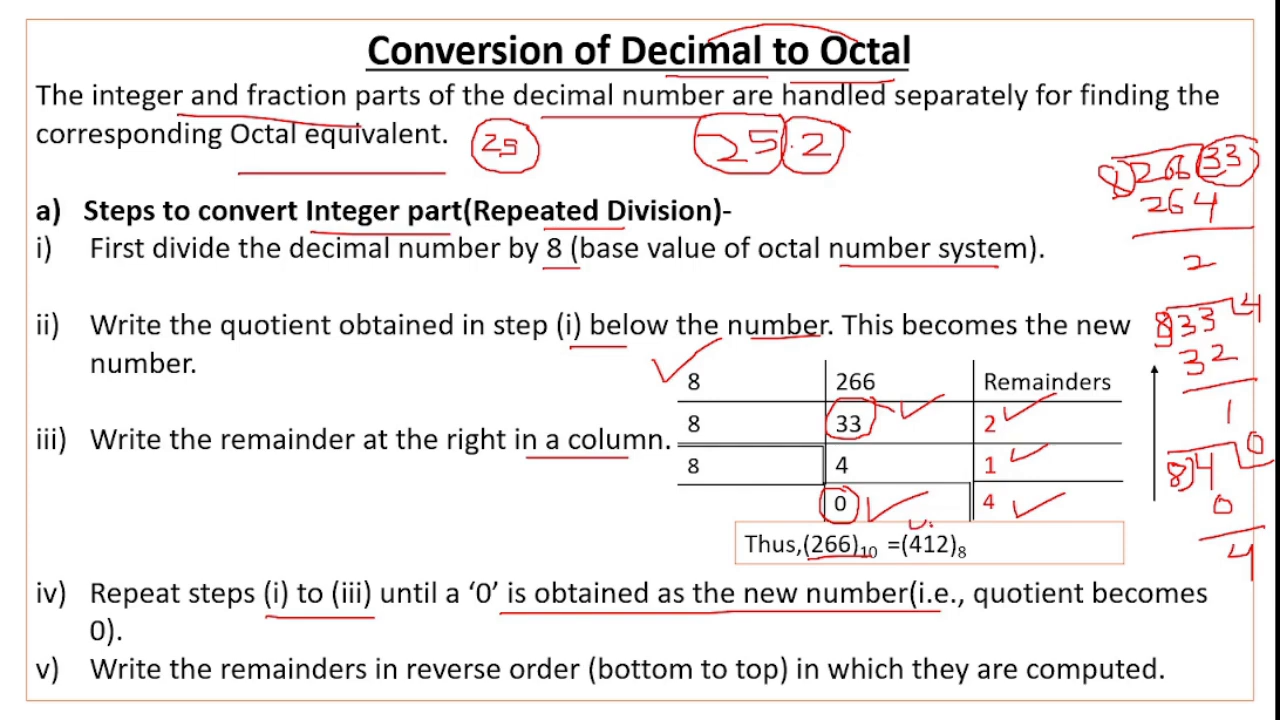 Conversion of Decimal to Octal
The integer and fraction parts of the decimal number are handled separately for finding the
corresponding Octal equivalent. 25 25.2
8 266 33
264
2
a) Steps to convert Integer part(Repeated Division)-
i) First divide the decimal number by 8 (base value of octal number system).
ii) Write the quotient obtained in step (i) below the number. This becomes the new
number.
8 33 4
32
1
8 266 Remainders
8 33 2
iii) Write the remainder at the right in a column.
8 4 1
0 4
8 4 0
0
4
Thus,(266)₁₀ =(412)₈
iv) Repeat steps (i) to (iii) until a ‘0’ is obtained as the new number(i.e., quotient becomes
0).
v) Write the remainders in reverse order (bottom to top) in which they are computed.